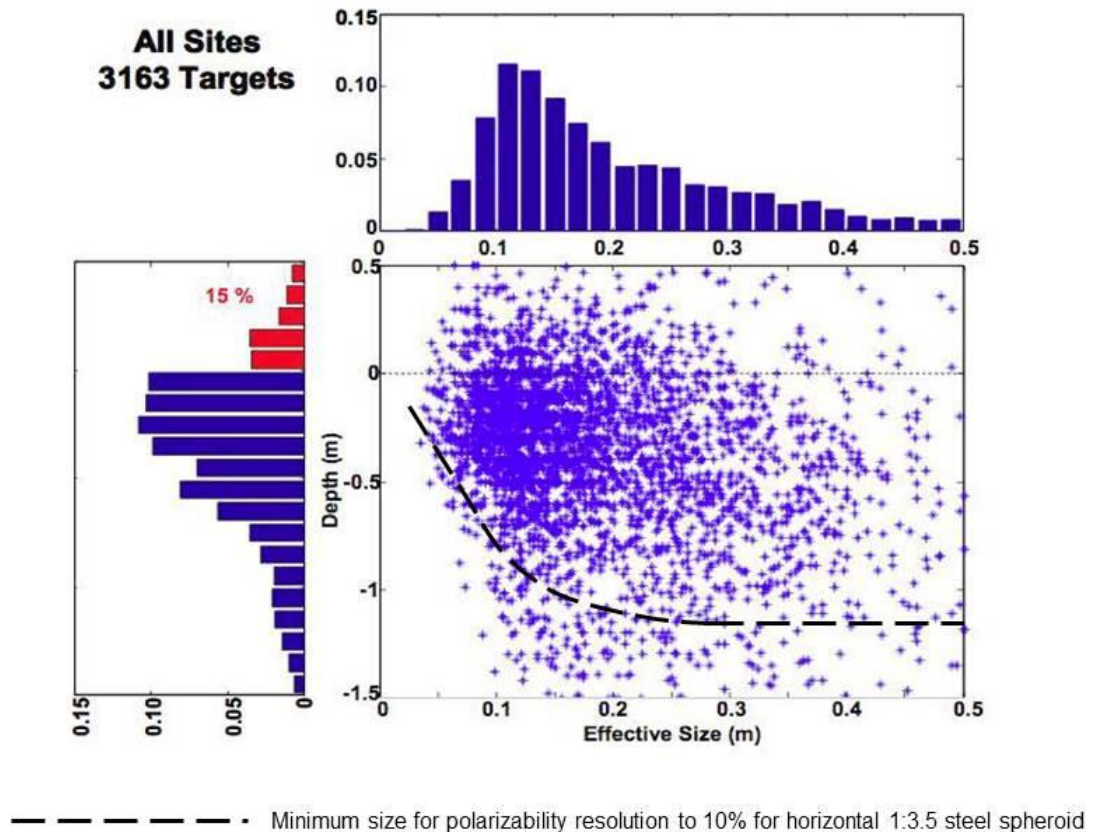 All Sites
3163 Targets
0.15
0.10
0.05
0
0 0.1 0.2 0.3 0.4 0.5
15 %
0.15 0.10 0.05 0
Depth (m)
0.5
0
-0.5
-1
-1.5
0 0.1 0.2 0.3 0.4 0.5
Effective Size (m)
Minimum size for polarizability resolution to 10% for horizontal 1:3.5 steel spheroid